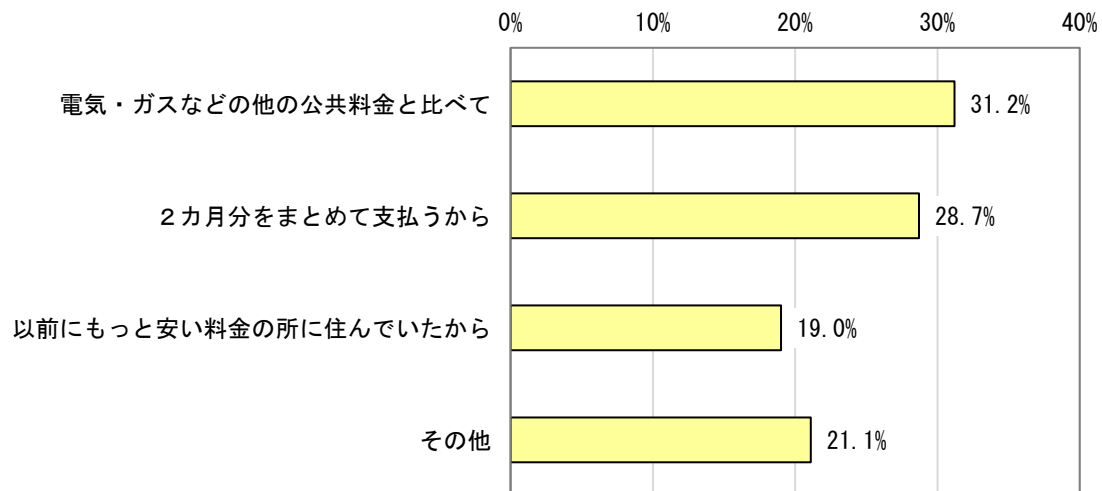 0% 10% 20% 30% 40%
電気・ガスなどの他の公共料金と比べて 31.2%
２カ月分をまとめて支払うから 28.7%
以前にもっと安い料金の所に住んでいたから 19.0%
その他 21.1%